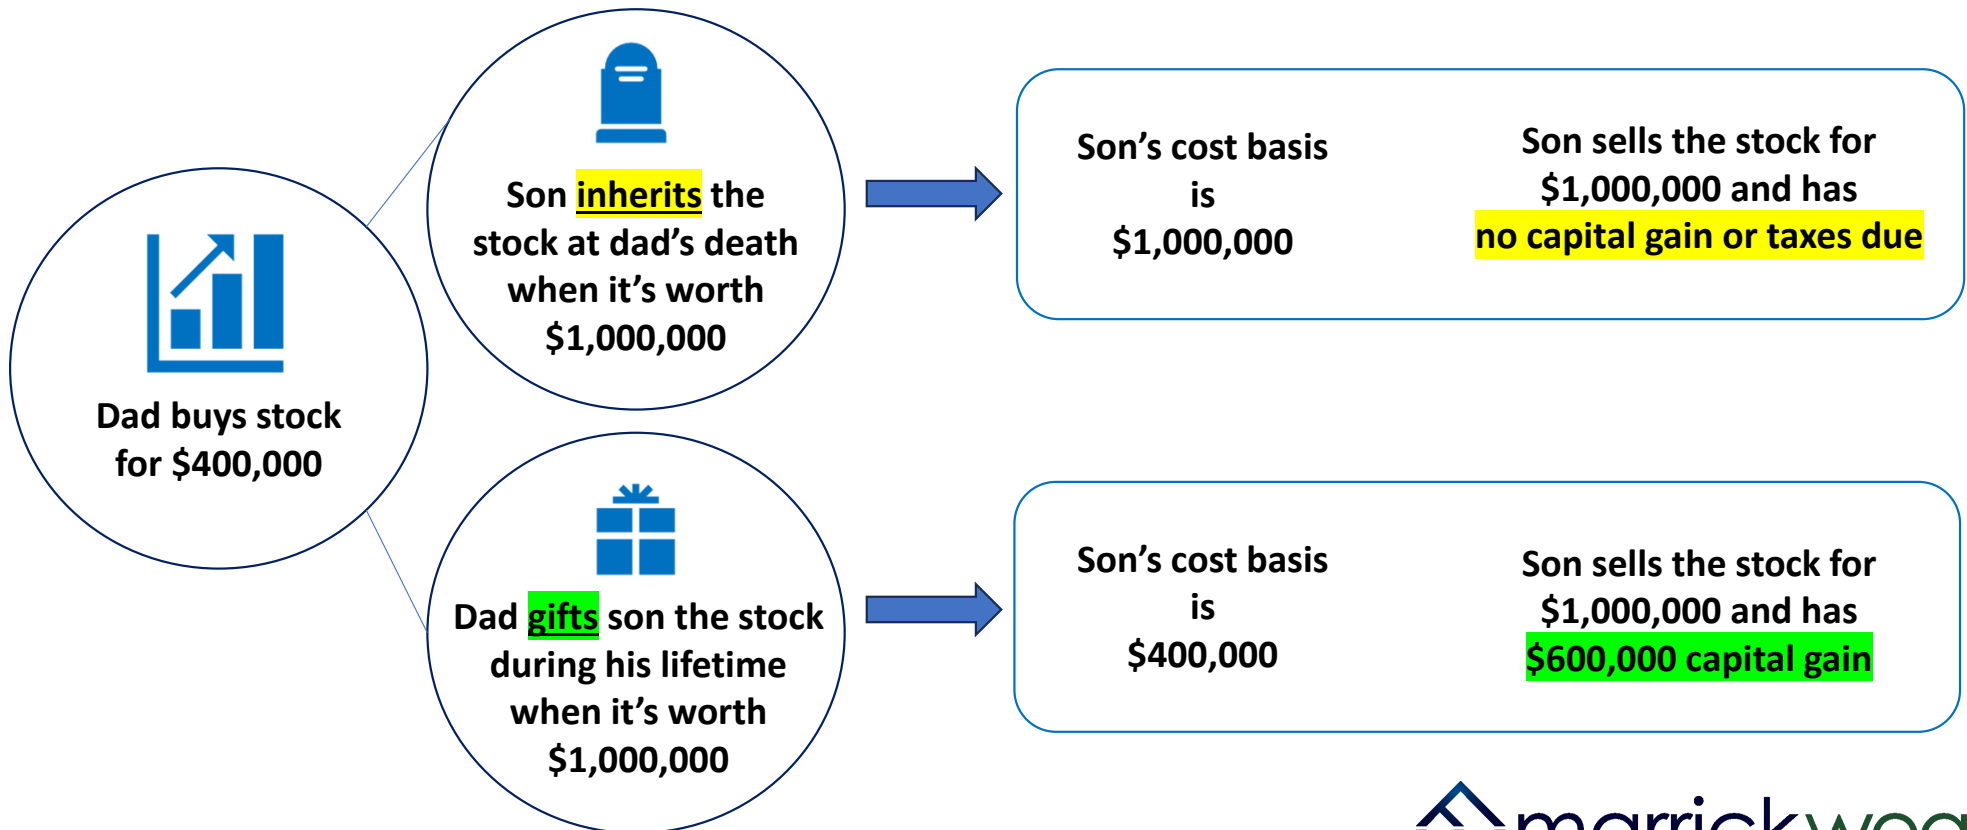 Dad buys stock
for $400,000
Son inherits the
stock at dad's death
when it's worth
$1,000,000
Son’s cost basis
is
$1,000,000
Son sells the stock for
$1,000,000 and has
no capital gain or taxes due
Dad gifts son the stock
during his lifetime
when it’s worth
$1,000,000
Son’s cost basis
is
$400,000
Son sells the stock for
$1,000,000 and has
$600,000 capital gain
marrick